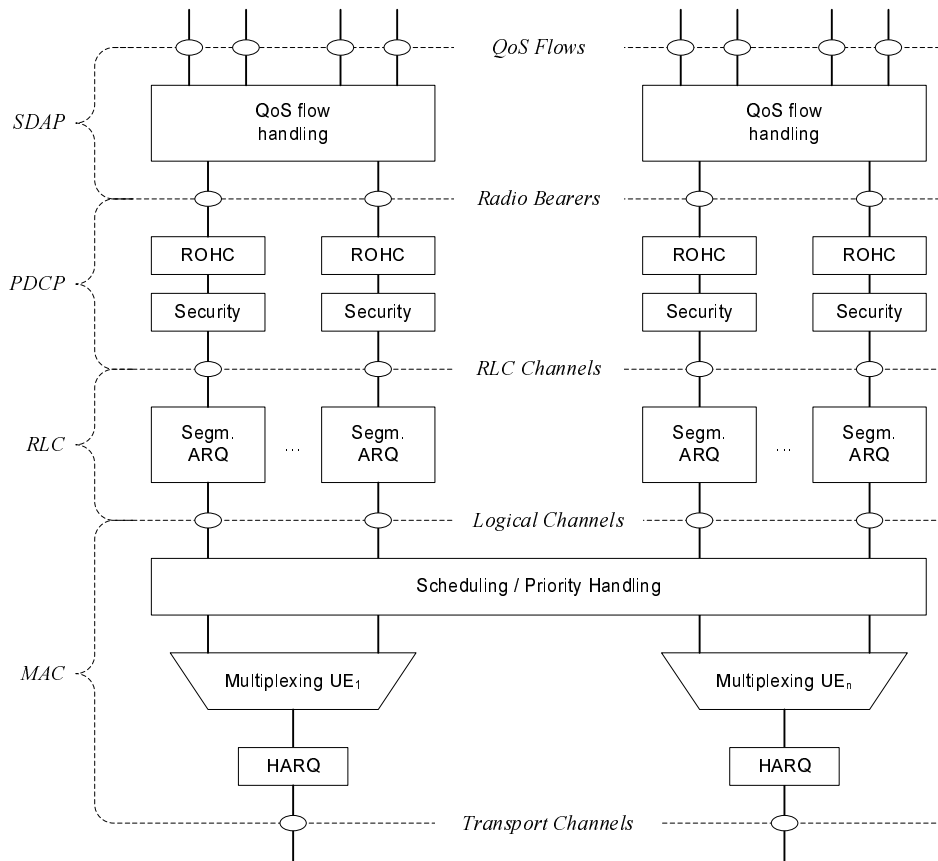 QoS Flows
QoS flow
handling
QoS flow
handling
SDAP
Radio Bearers
ROHC
ROHC
ROHC
ROHC
PDCP
Security
Security
Security
Security
RLC Channels
Segm.
ARQ
...
Segm.
ARQ
Segm.
ARQ
...
Segm.
ARQ
RLC
Logical Channels
Scheduling / Priority Handling
MAC
Multiplexing UE1
Multiplexing UEn
HARQ
HARQ
Transport Channels